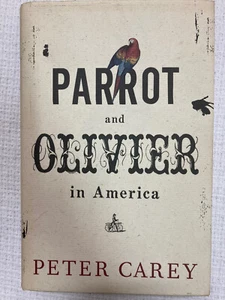 PARROT
and
OLIVIER
in America
PETER CAREY